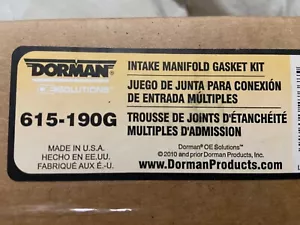 DORMAN®
OE SOLUTIONS
615-190G
MADE IN U.S.A.
HECHO EN EE.UU.
FABRIQUÉ AUX É.-U.
INTAKE MANIFOLD GASKET KIT
JUEGO DE JUNTA PARA CONEXIÓN
DE ENTRADA MÚLTIPLES
TROUSSE DE JOINTS D'ÉTANCHÉITÉ
MULTIPLES D'ADMISSION
Dorman® OE Solutions™
© 2010 and prior Dorman Products, Inc.
www.DormanProducts.com